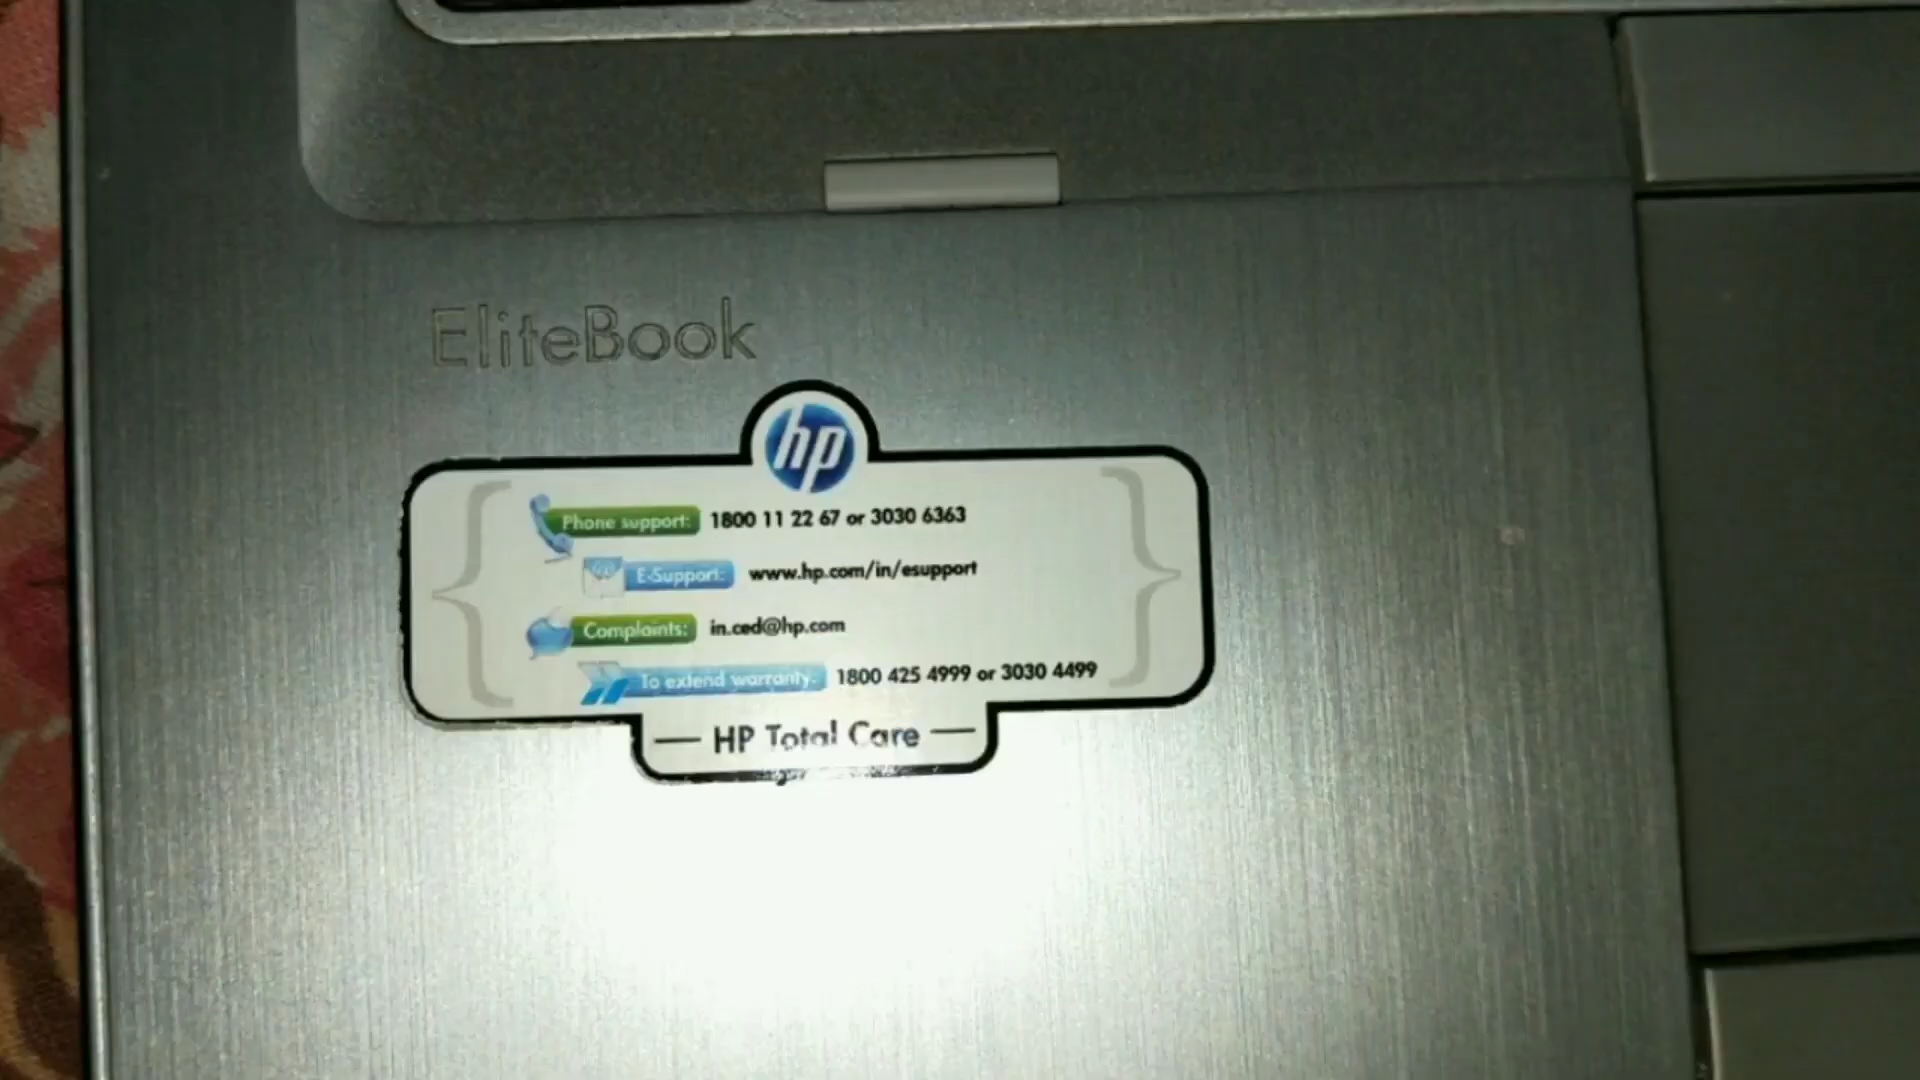 EliteBook
hp
Phone support: 1800 11 22 67 or 3030 6363
E-Support: www.hp.com/in/esupport
Complaints: in.ced@hp.com
To extend warranty: 1800 425 4999 or 3030 4499
HP Total Care